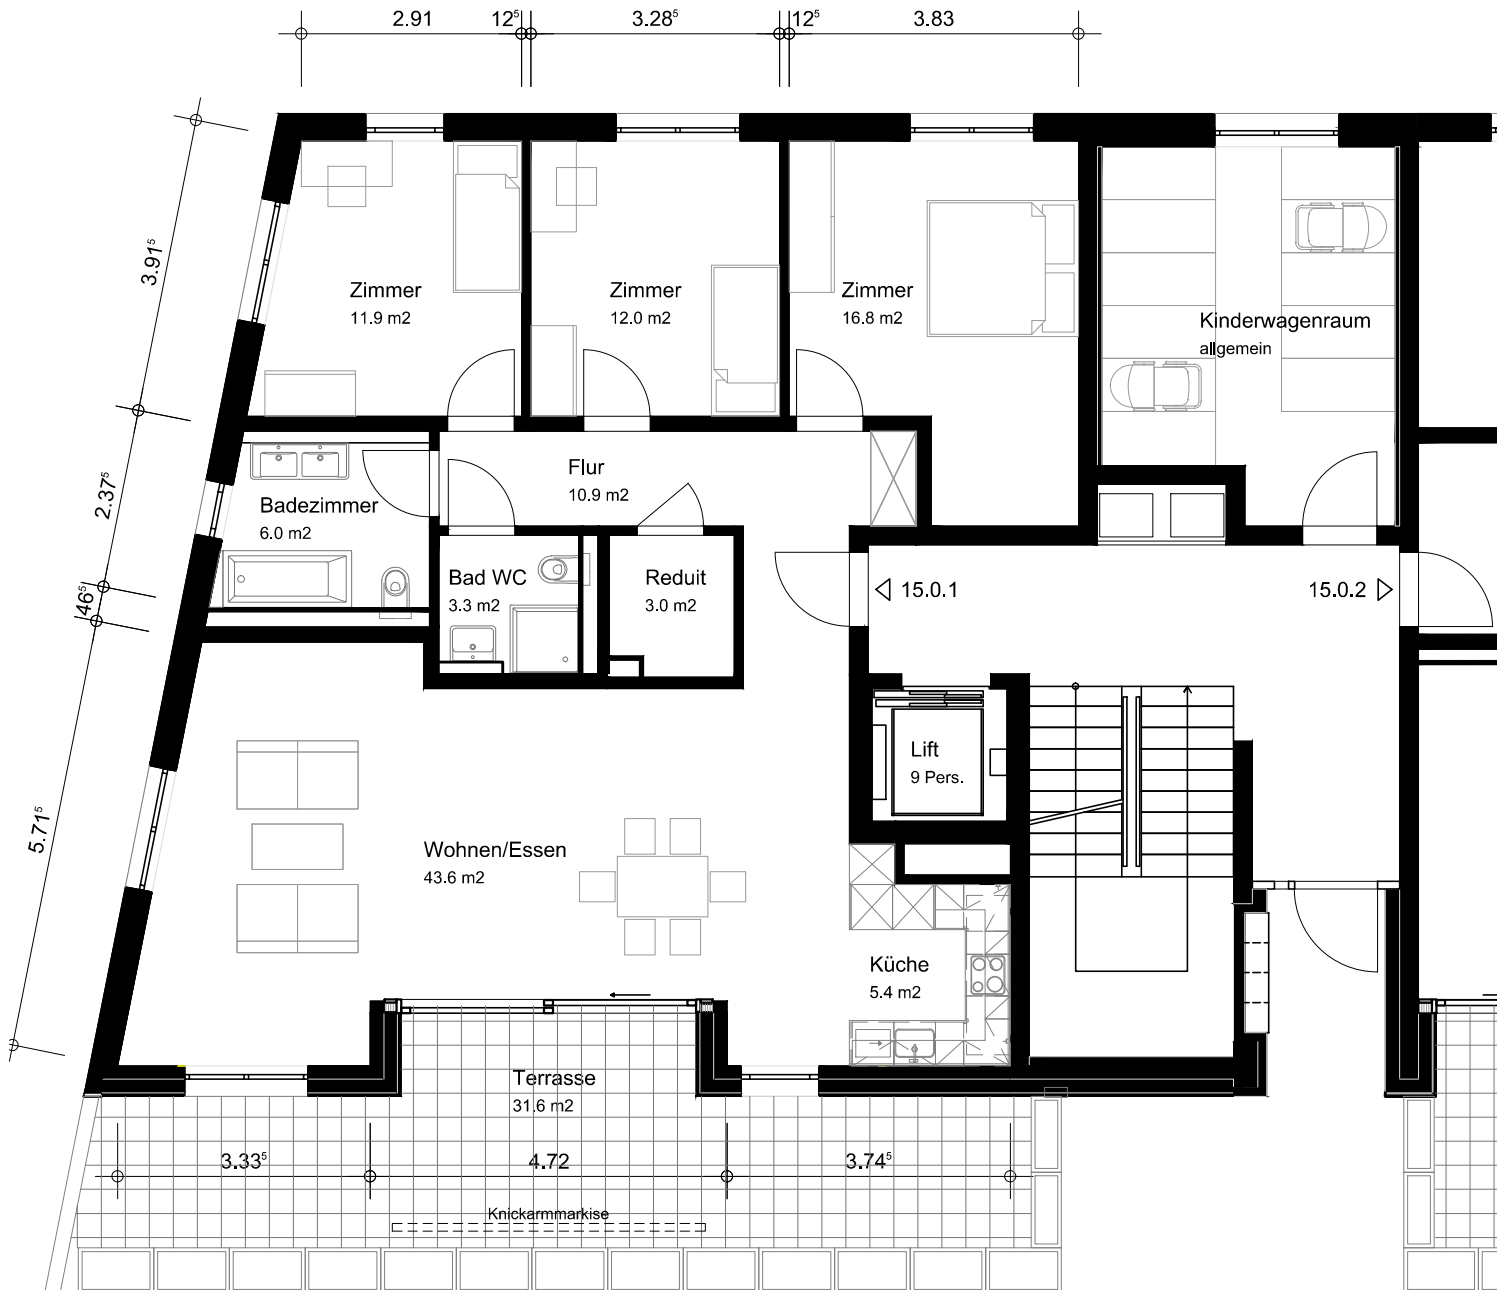 2.91 12⁵ 3.28⁵ 12⁵ 3.83
3.91⁵
2.37⁵
46⁵
5.71⁵
Zimmer
11.9 m2
Zimmer
12.0 m2
Zimmer
16.8 m2
Kinderwagenraum
allgemein
Flur
10.9 m2
Badezimmer
6.0 m2
Bad WC
3.3 m2
Reduit
3.0 m2
15.0.1
15.0.2
Lift
9 Pers.
Wohnen/Essen
43.6 m2
Küche
5.4 m2
Terrasse
31.6 m2
3.33⁵ 4.72 3.74⁵
Knickarmmarkise